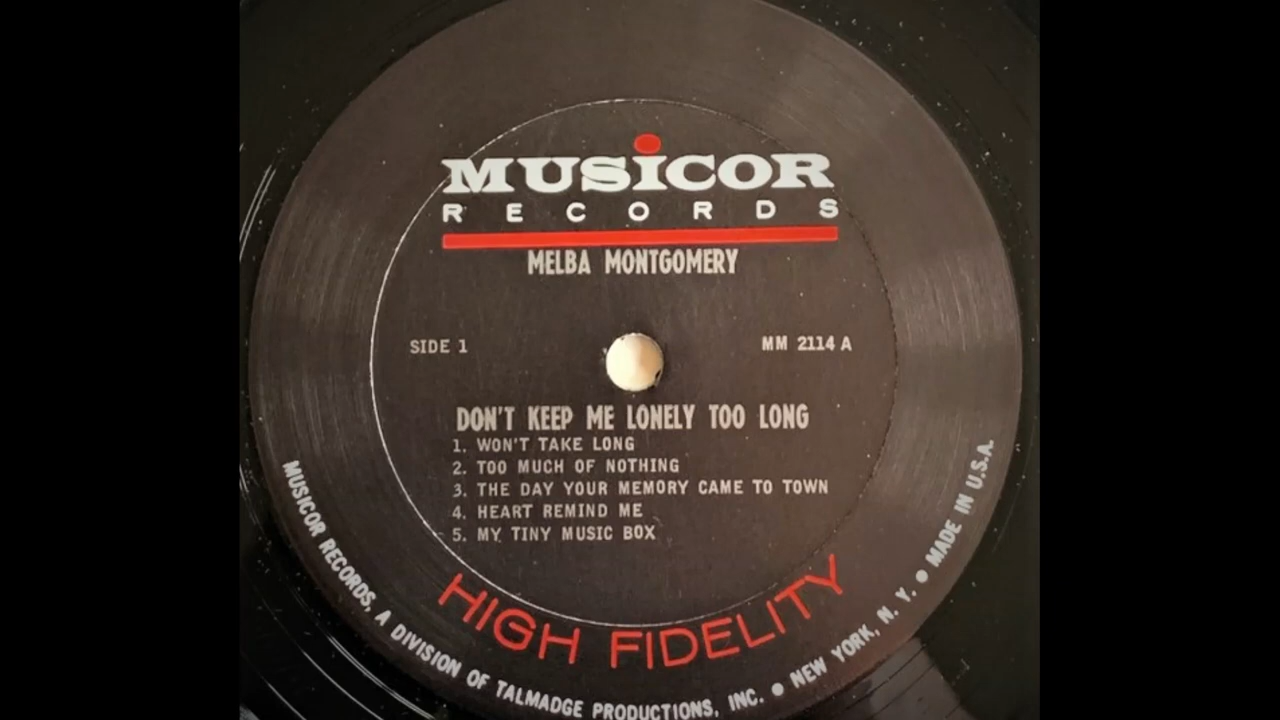 MUSiCOR
RECORDS
MELBA MONTGOMERY
SIDE 1
MM 2114 A
DON'T KEEP ME LONELY TOO LONG
1. WON'T TAKE LONG
2. TOO MUCH OF NOTHING
3. THE DAY YOUR MEMORY CAME TO TOWN
4. HEART REMIND ME
5. MY TINY MUSIC BOX
HIGH FIDELITY
MUSICOR RECORDS, A DIVISION OF TALMADGE PRODUCTIONS, INC. ● NEW YORK, N. Y. ● MADE IN U.S.A.